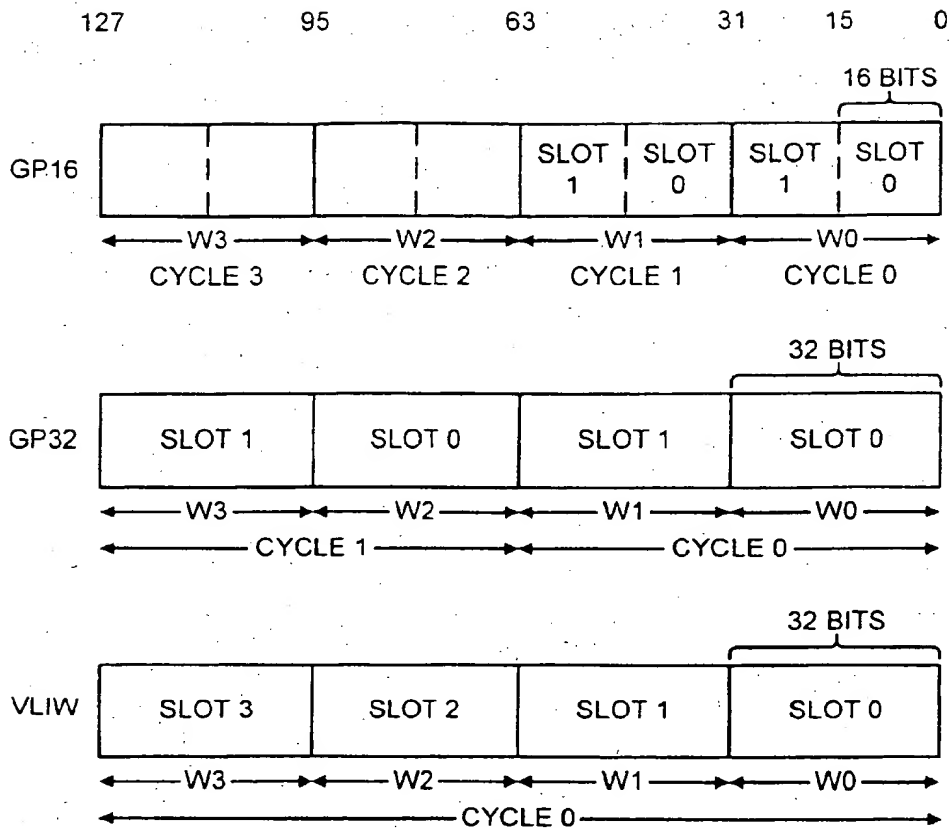 127 95 63 31 15 0
16 BITS
GP16 SLOT 1 SLOT 0 SLOT 1 SLOT 0
W3 W2 W1 W0
CYCLE 3 CYCLE 2 CYCLE 1 CYCLE 0
32 BITS
GP32 SLOT 1 SLOT 0 SLOT 1 SLOT 0
W3 W2 W1 W0
CYCLE 1 CYCLE 0
32 BITS
VLIW SLOT 3 SLOT 2 SLOT 1 SLOT 0
W3 W2 W1 W0
CYCLE 0